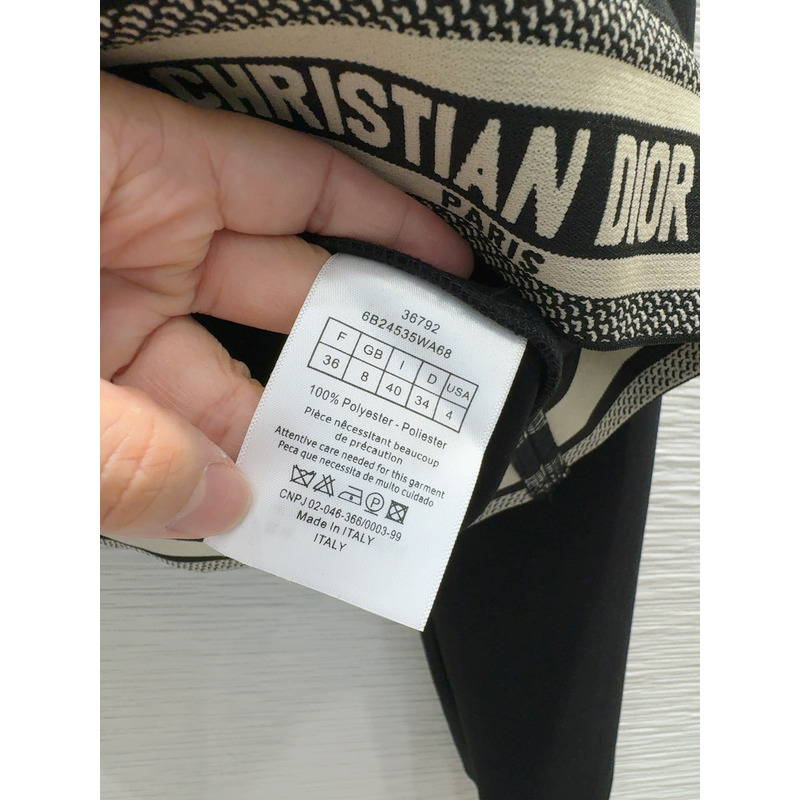 CHRISTIAN DIOR
PARIS
36792
6B24535WA68
F GB I D USA
36 8 40 34 4
100% Polyester - Poliester
Pièce nécessitant beaucoup
de précaution
Attentive care needed for this garment
Peca que necessita de muito cuidado
P
CNPJ 02-046-366/0003-99
Made in ITALY
ITALY